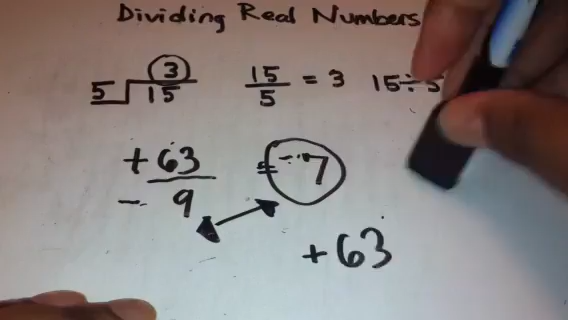 Dividing Real Numbers
3
5 15
15/5 = 3
15÷5
+63/-9 = -7
+63